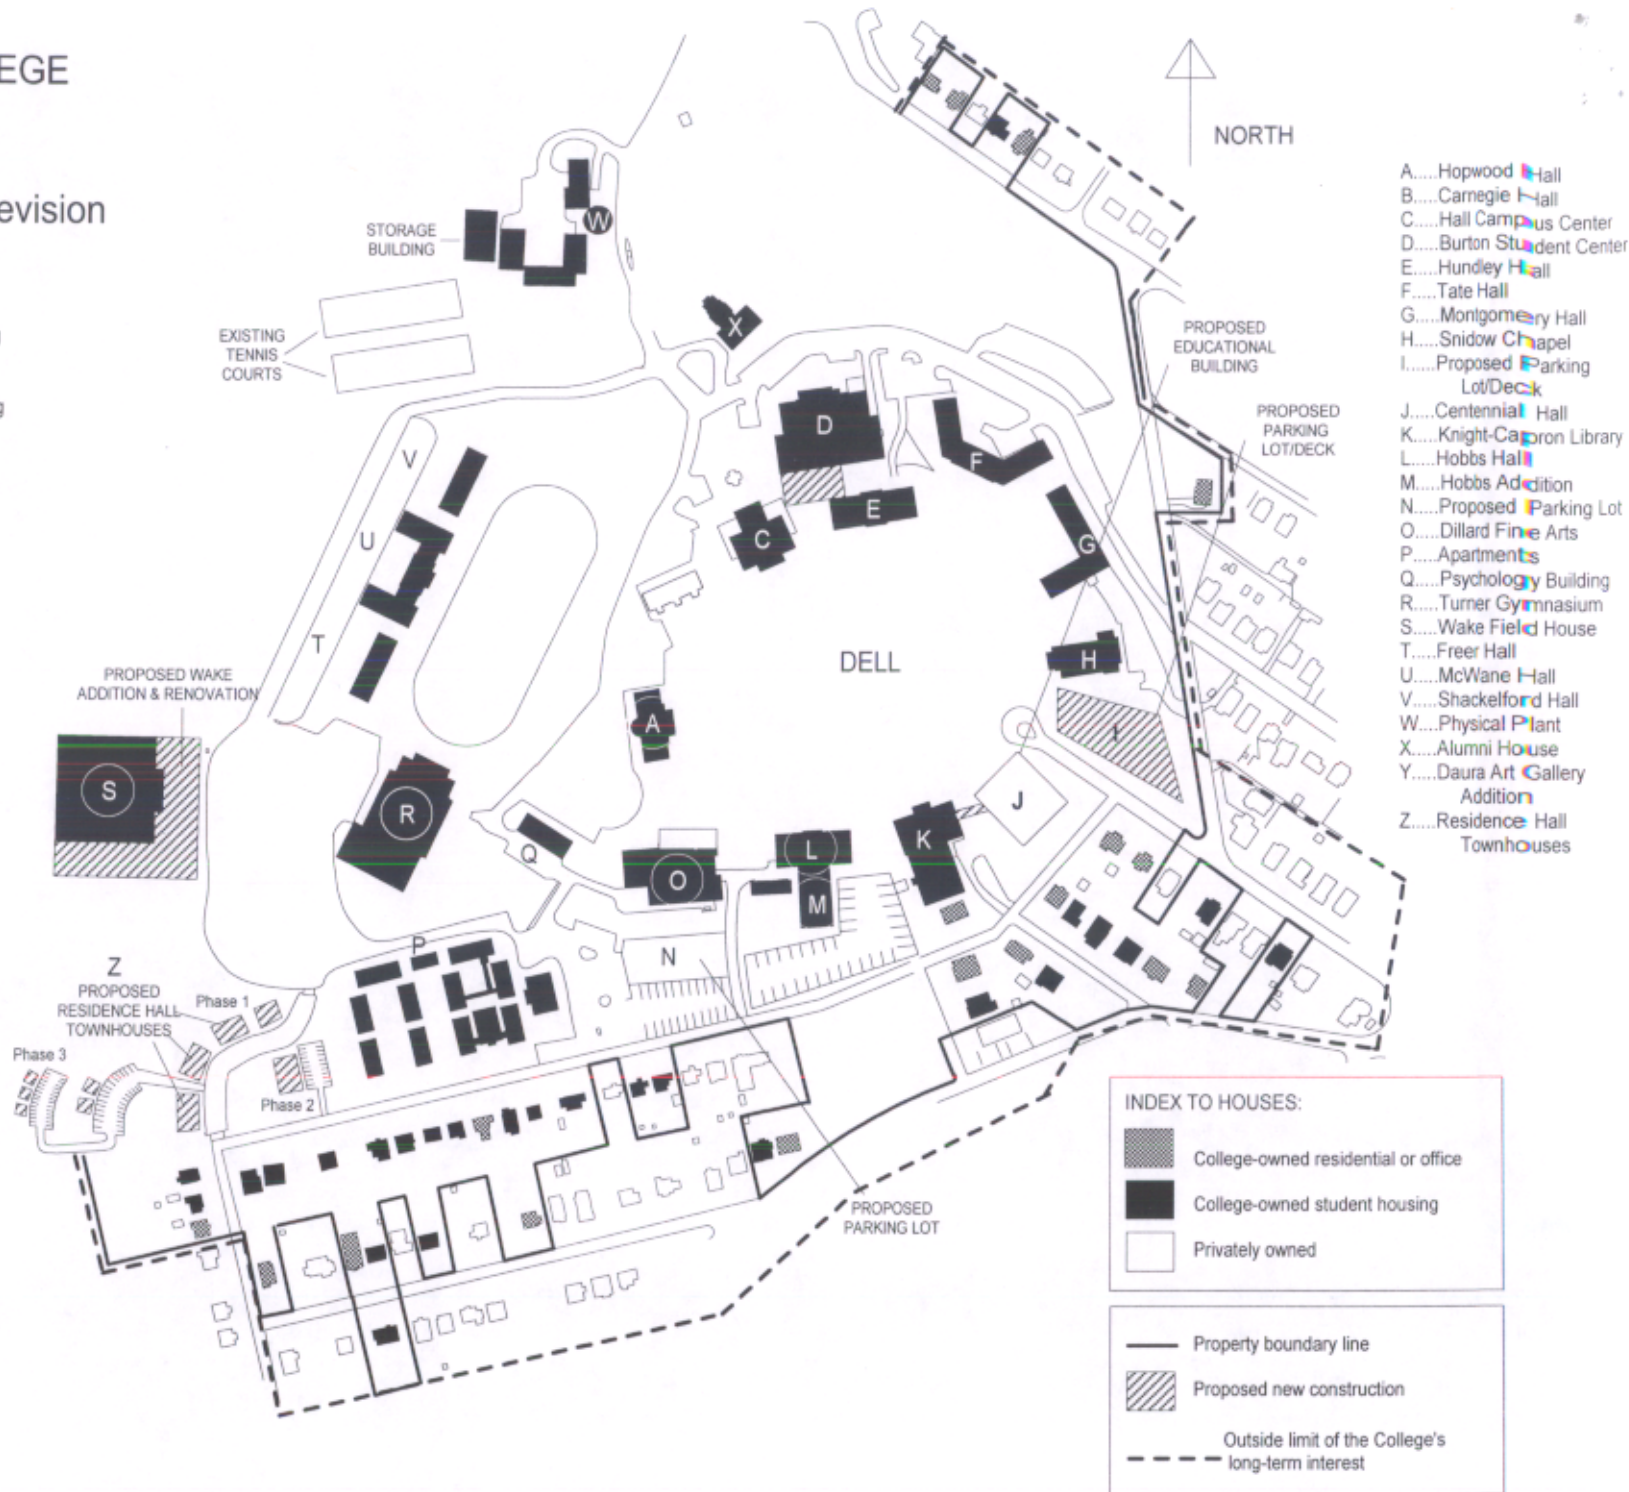 EGE
evision
NORTH
STORAGE
BUILDING
W
EXISTING
TENNIS
COURTS
X
PROPOSED
EDUCATIONAL
BUILDING
PROPOSED
PARKING
LOT/DECK
V
D
F
U
E
C
G
T
DELL
H
PROPOSED WAKE
ADDITION & RENOVATION
A
I
S
R
J
Q
K
L
O
M
P
N
Z
PROPOSED
RESIDENCE HALL
TOWNHOUSES
Phase 1
Phase 3
Phase 2
PROPOSED
PARKING LOT
A.....Hopwood Hall
B.....Carnegie Hall
C.....Hall Campus Center
D.....Burton Student Center
E.....Hundley Hall
F.....Tate Hall
G.....Montgomery Hall
H.....Snidow Chapel
I.....Proposed Parking
Lot/Deck
J.....Centennial Hall
K.....Knight-Capron Library
L.....Hobbs Hall
M.....Hobbs Addition
N.....Proposed Parking Lot
O.....Dillard Fine Arts
P.....Apartments
Q.....Psychology Building
R.....Turner Gymnasium
S.....Wake Field House
T.....Freer Hall
U.....McWane Hall
V.....Shackelford Hall
W.....Physical Plant
X.....Alumni House
Y.....Daura Art Gallery
Addition
Z.....Residence Hall
Townhouses
INDEX TO HOUSES:
College-owned residential or office
College-owned student housing
Privately owned
Property boundary line
Proposed new construction
Outside limit of the College's
long-term interest